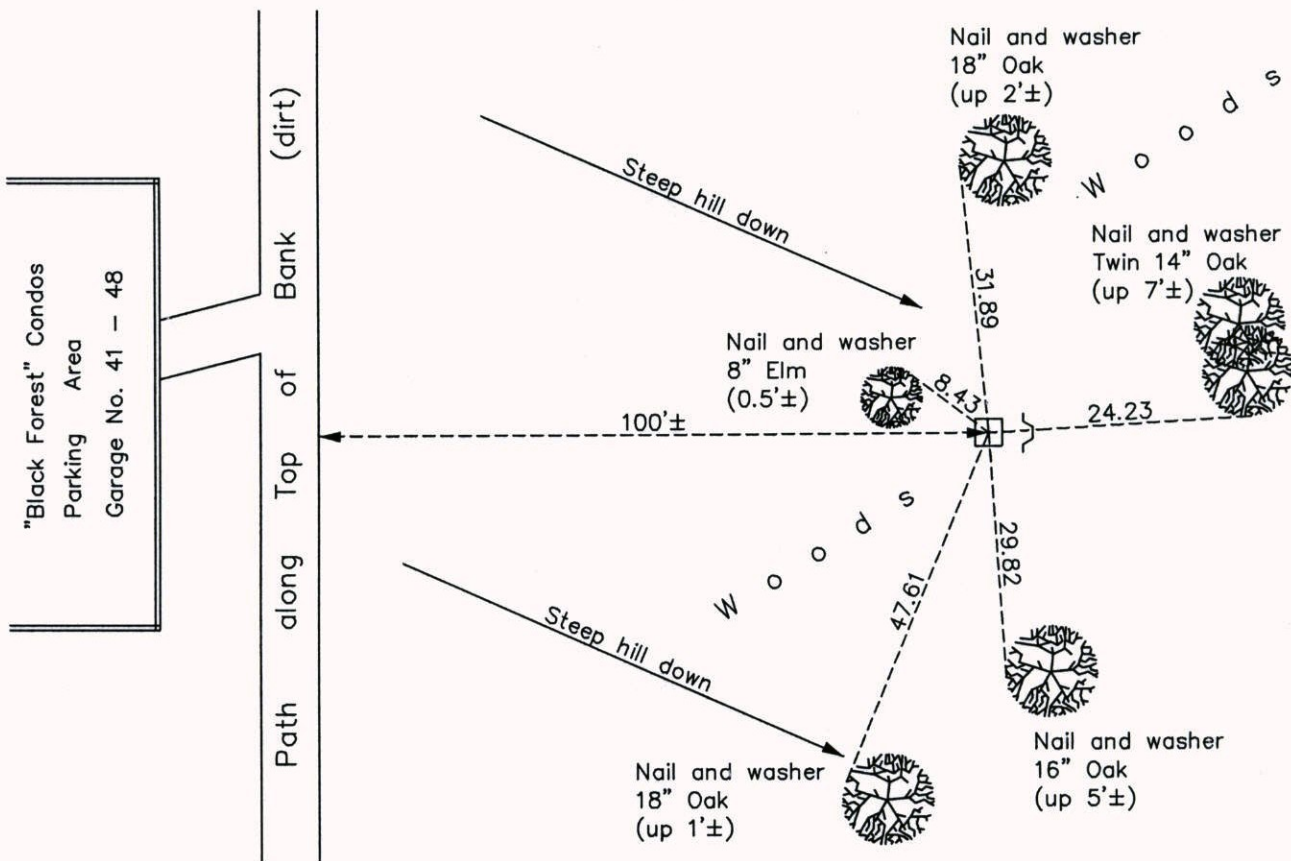 "Black Forest" Condos
Parking Area
Garage No. 41 – 48
Path along Top of Bank (dirt)
Steep hill down
Nail and washer
18" Oak
(up 2'±)
Woods
Nail and washer
Twin 14" Oak
(up 7'±)
31.89
Nail and washer
8" Elm
(0.5'±)
8.43
24.23
100'±
Woods
29.82
47.61
Steep hill down
Nail and washer
16" Oak
(up 5'±)
Nail and washer
18" Oak
(up 1'±)